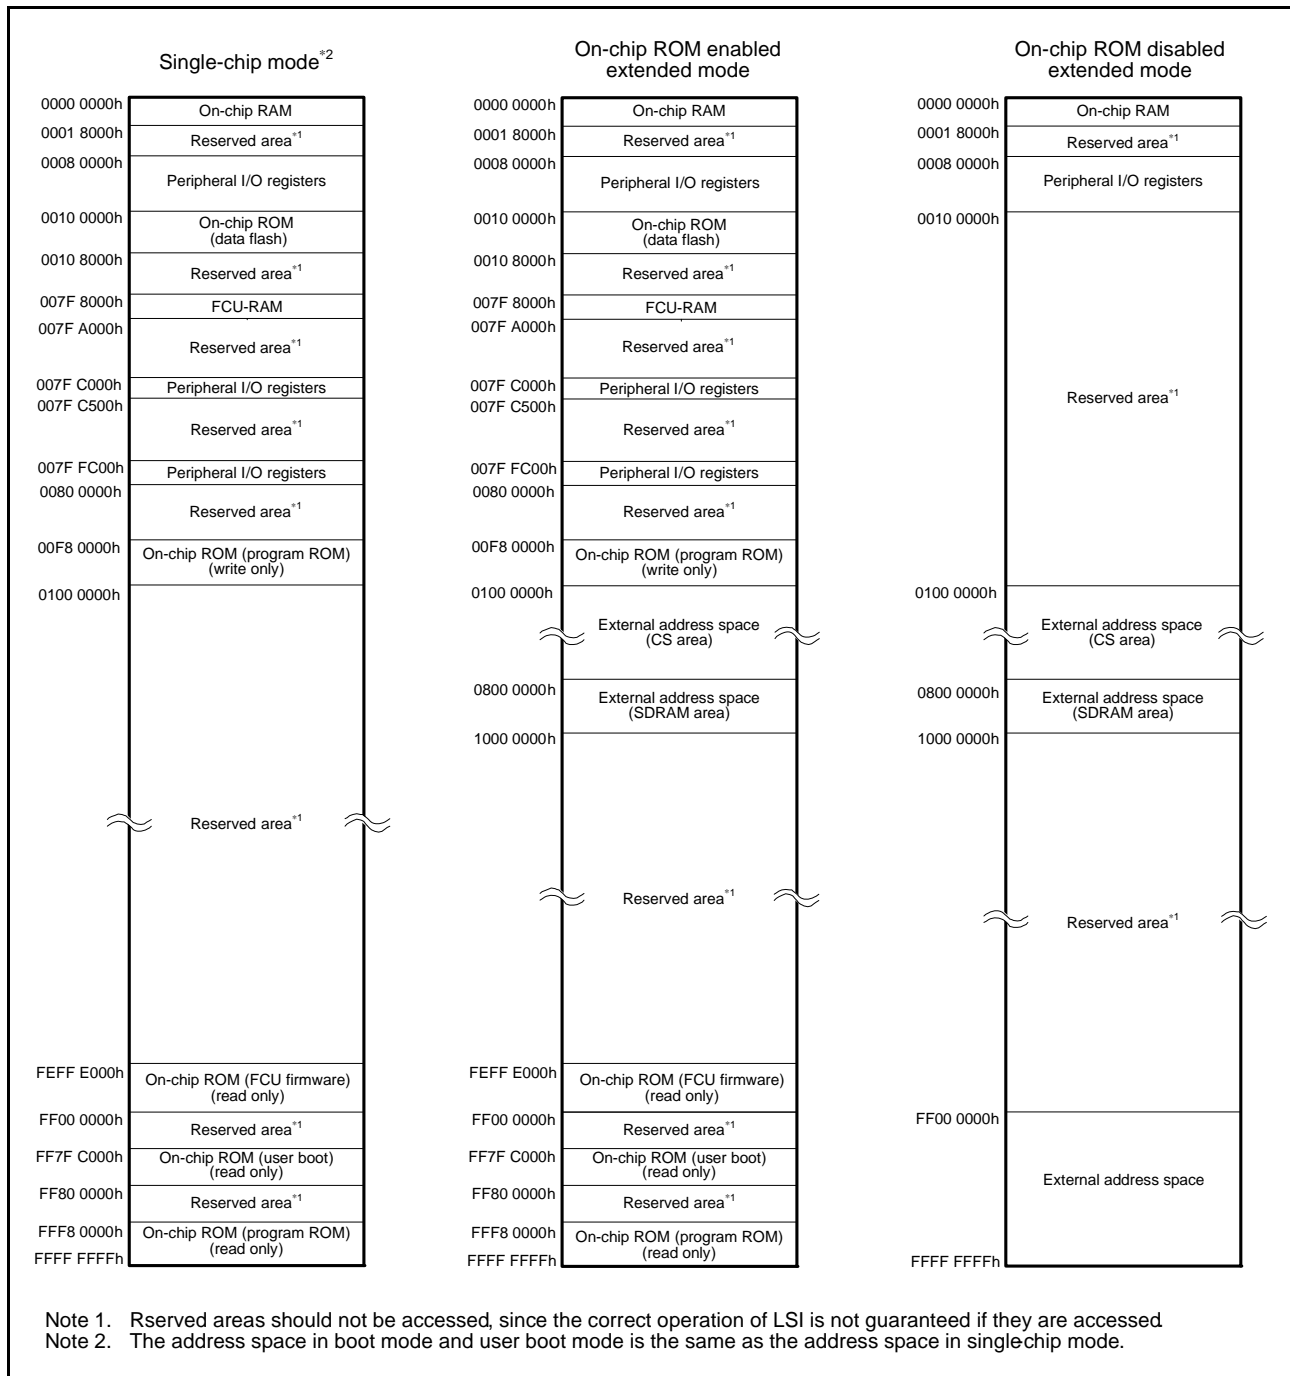 Single-chip mode*2
0000 0000h
On-chip RAM
0001 8000h
Reserved area*1
0008 0000h
Peripheral I/O registers
0010 0000h
On-chip ROM
(data flash)
0010 8000h
Reserved area*1
007F 8000h
FCU-RAM
007F A000h
Reserved area*1
007F C000h
Peripheral I/O registers
007F C500h
Reserved area*1
007F FC00h
Peripheral I/O registers
0080 0000h
Reserved area*1
00F8 0000h
On-chip ROM (program ROM)
(write only)
0100 0000h
Reserved area*1
FEFF E000h
On-chip ROM (FCU firmware)
(read only)
FF00 0000h
Reserved area*1
FF7F C000h
On-chip ROM (user boot)
(read only)
FF80 0000h
Reserved area*1
FFF8 0000h
On-chip ROM (program ROM)
(read only)
FFFF FFFFh
On-chip ROM enabled
extended mode
0000 0000h
On-chip RAM
0001 8000h
Reserved area*1
0008 0000h
Peripheral I/O registers
0010 0000h
On-chip ROM
(data flash)
0010 8000h
Reserved area*1
007F 8000h
FCU-RAM
007F A000h
Reserved area*1
007F C000h
Peripheral I/O registers
007F C500h
Reserved area*1
007F FC00h
Peripheral I/O registers
0080 0000h
Reserved area*1
00F8 0000h
On-chip ROM (program ROM)
(write only)
0100 0000h
External address space
(CS area)
0800 0000h
External address space
(SDRAM area)
1000 0000h
Reserved area*1
FEFF E000h
On-chip ROM (FCU firmware)
(read only)
FF00 0000h
Reserved area*1
FF7F C000h
On-chip ROM (user boot)
(read only)
FF80 0000h
Reserved area*1
FFF8 0000h
On-chip ROM (program ROM)
(read only)
FFFF FFFFh
On-chip ROM disabled
extended mode
0000 0000h
On-chip RAM
0001 8000h
Reserved area*1
0008 0000h
Peripheral I/O registers
0010 0000h
Reserved area*1
0100 0000h
External address space
(CS area)
0800 0000h
External address space
(SDRAM area)
1000 0000h
Reserved area*1
FF00 0000h
External address space
FFFF FFFFh
Note 1. Rserved areas should not be accessed, since the correct operation of LSI is not guaranteed if they are accessed
Note 2. The address space in boot mode and user boot mode is the same as the address space in single-chip mode.